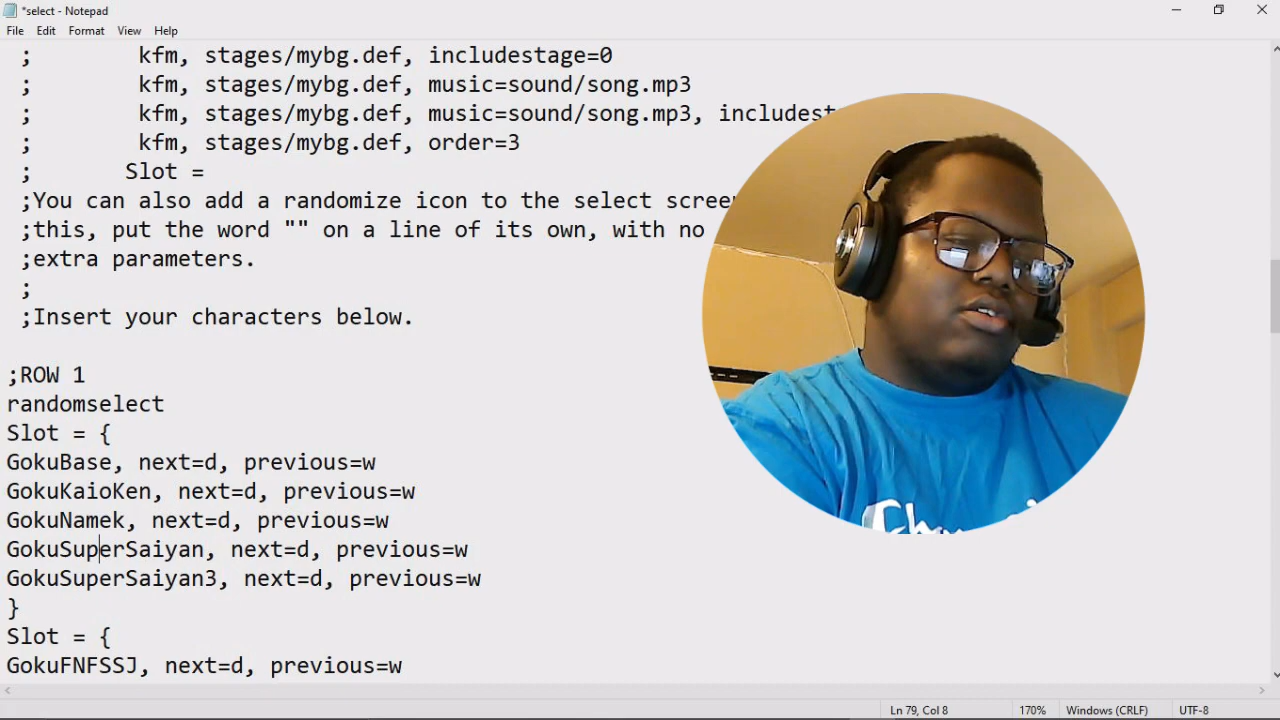 *select - Notepad
File Edit Format View Help
; kfm, stages/mybg.def, includestage=0
; kfm, stages/mybg.def, music=sound/song.mp3
; kfm, stages/mybg.def, music=sound/song.mp3,
; kfm, stages/mybg.def, order=3
; Slot =
;You can also add a randomize icon to the select
;this, put the word "" on a line of its own, with no
;extra parameters.
;
;Insert your characters below.
;ROW 1
randomselect
Slot = {
GokuBase, next=d, previous=w
GokuKaioKen, next=d, previous=w
GokuNamek, next=d, previous=w
GokuSuperSaiyan, next=d, previous=w
GokuSuperSaiyan3, next=d, previous=w
}
Slot = {
GokuFNFSSJ, next=d, previous=w
Ln 79, Col 8 170% Windows (CRLF) UTF-8